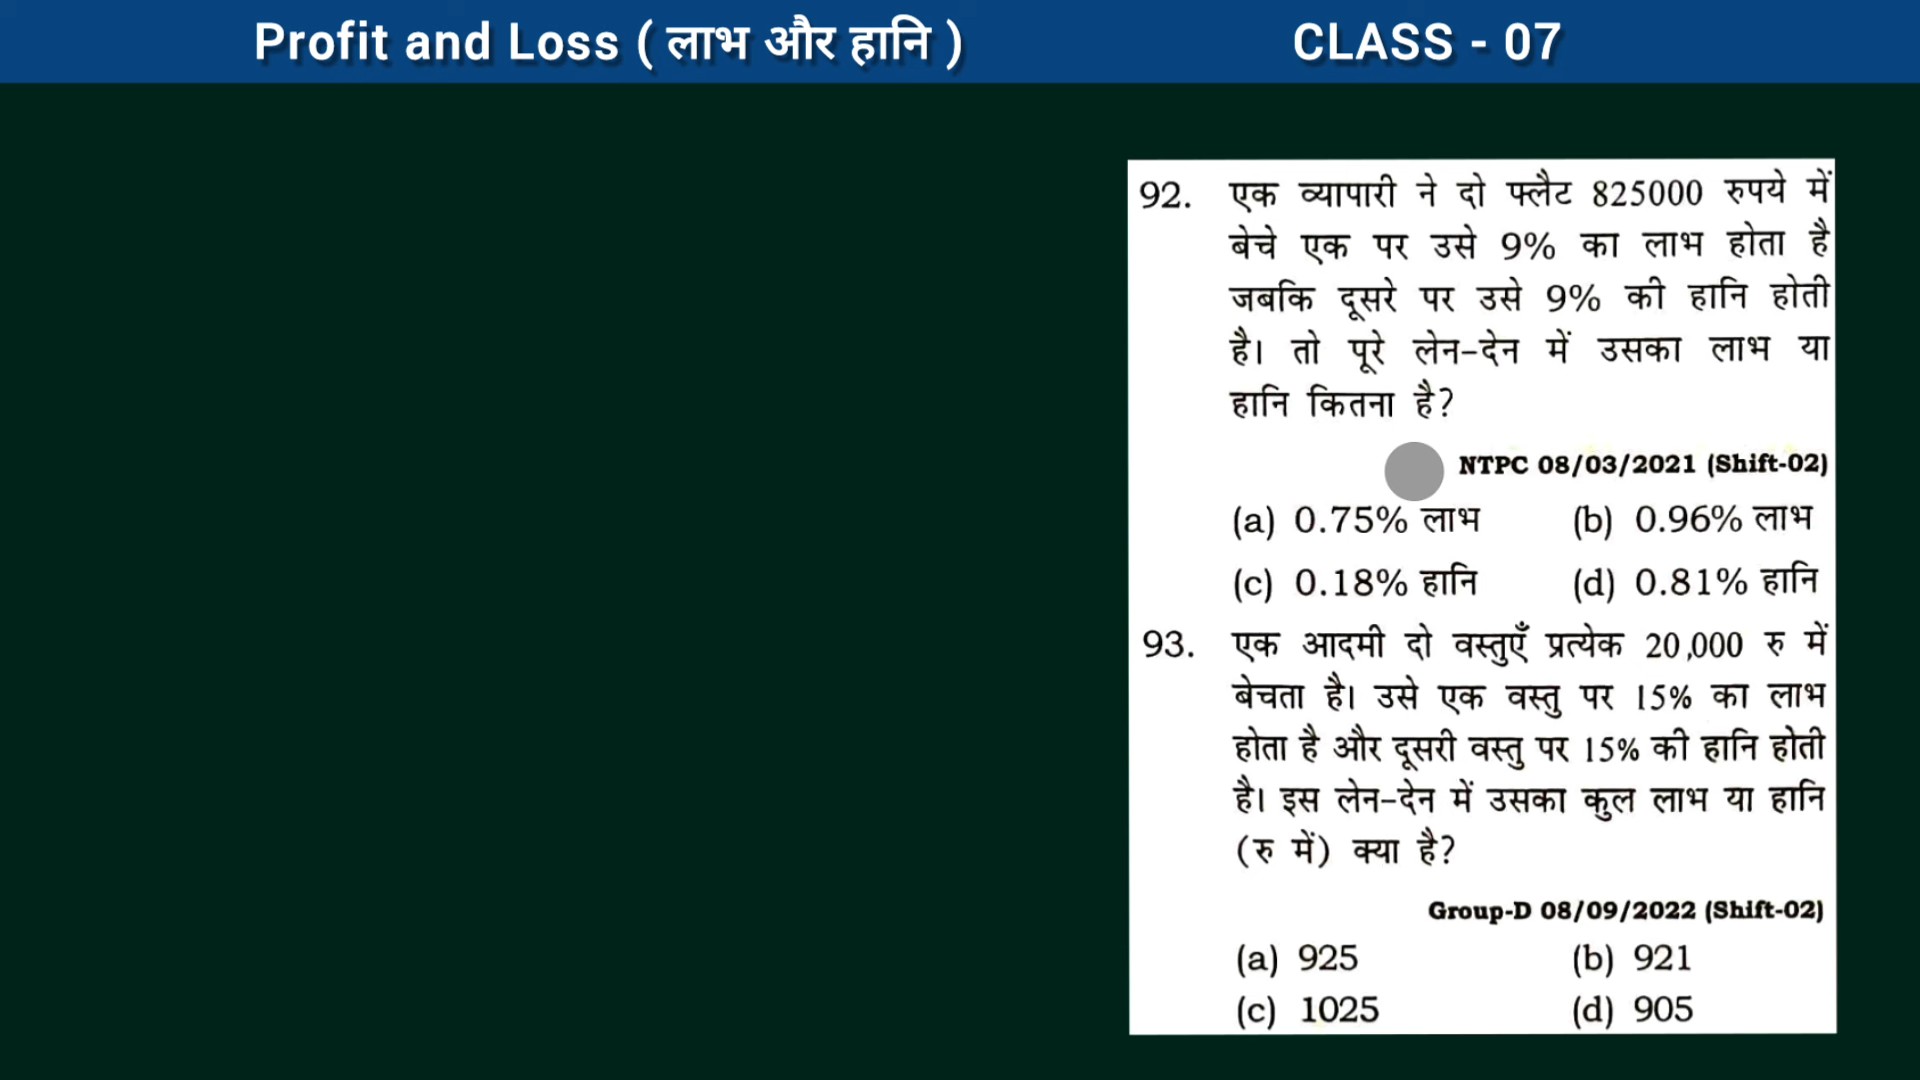 Profit and Loss ( लाभ और हानि ) CLASS - 07
92. एक व्यापारी ने दो फ्लैट 825000 रुपये में
बेचे एक पर उसे 9% का लाभ होता है
जबकि दूसरे पर उसे 9% की हानि होती
है। तो पूरे लेन-देन में उसका लाभ या
हानि कितना है?
NTPC 08/03/2021 (Shift-02)
(a) 0.75% लाभ (b) 0.96% लाभ
(c) 0.18% हानि (d) 0.81% हानि
93. एक आदमी दो वस्तुएँ प्रत्येक 20,000 रु में
बेचता है। उसे एक वस्तु पर 15% का लाभ
होता है और दूसरी वस्तु पर 15% की हानि होती
है। इस लेन-देन में उसका कुल लाभ या हानि
(रु में) क्या है?
Group-D 08/09/2022 (Shift-02)
(a) 925 (b) 921
(c) 1025 (d) 905